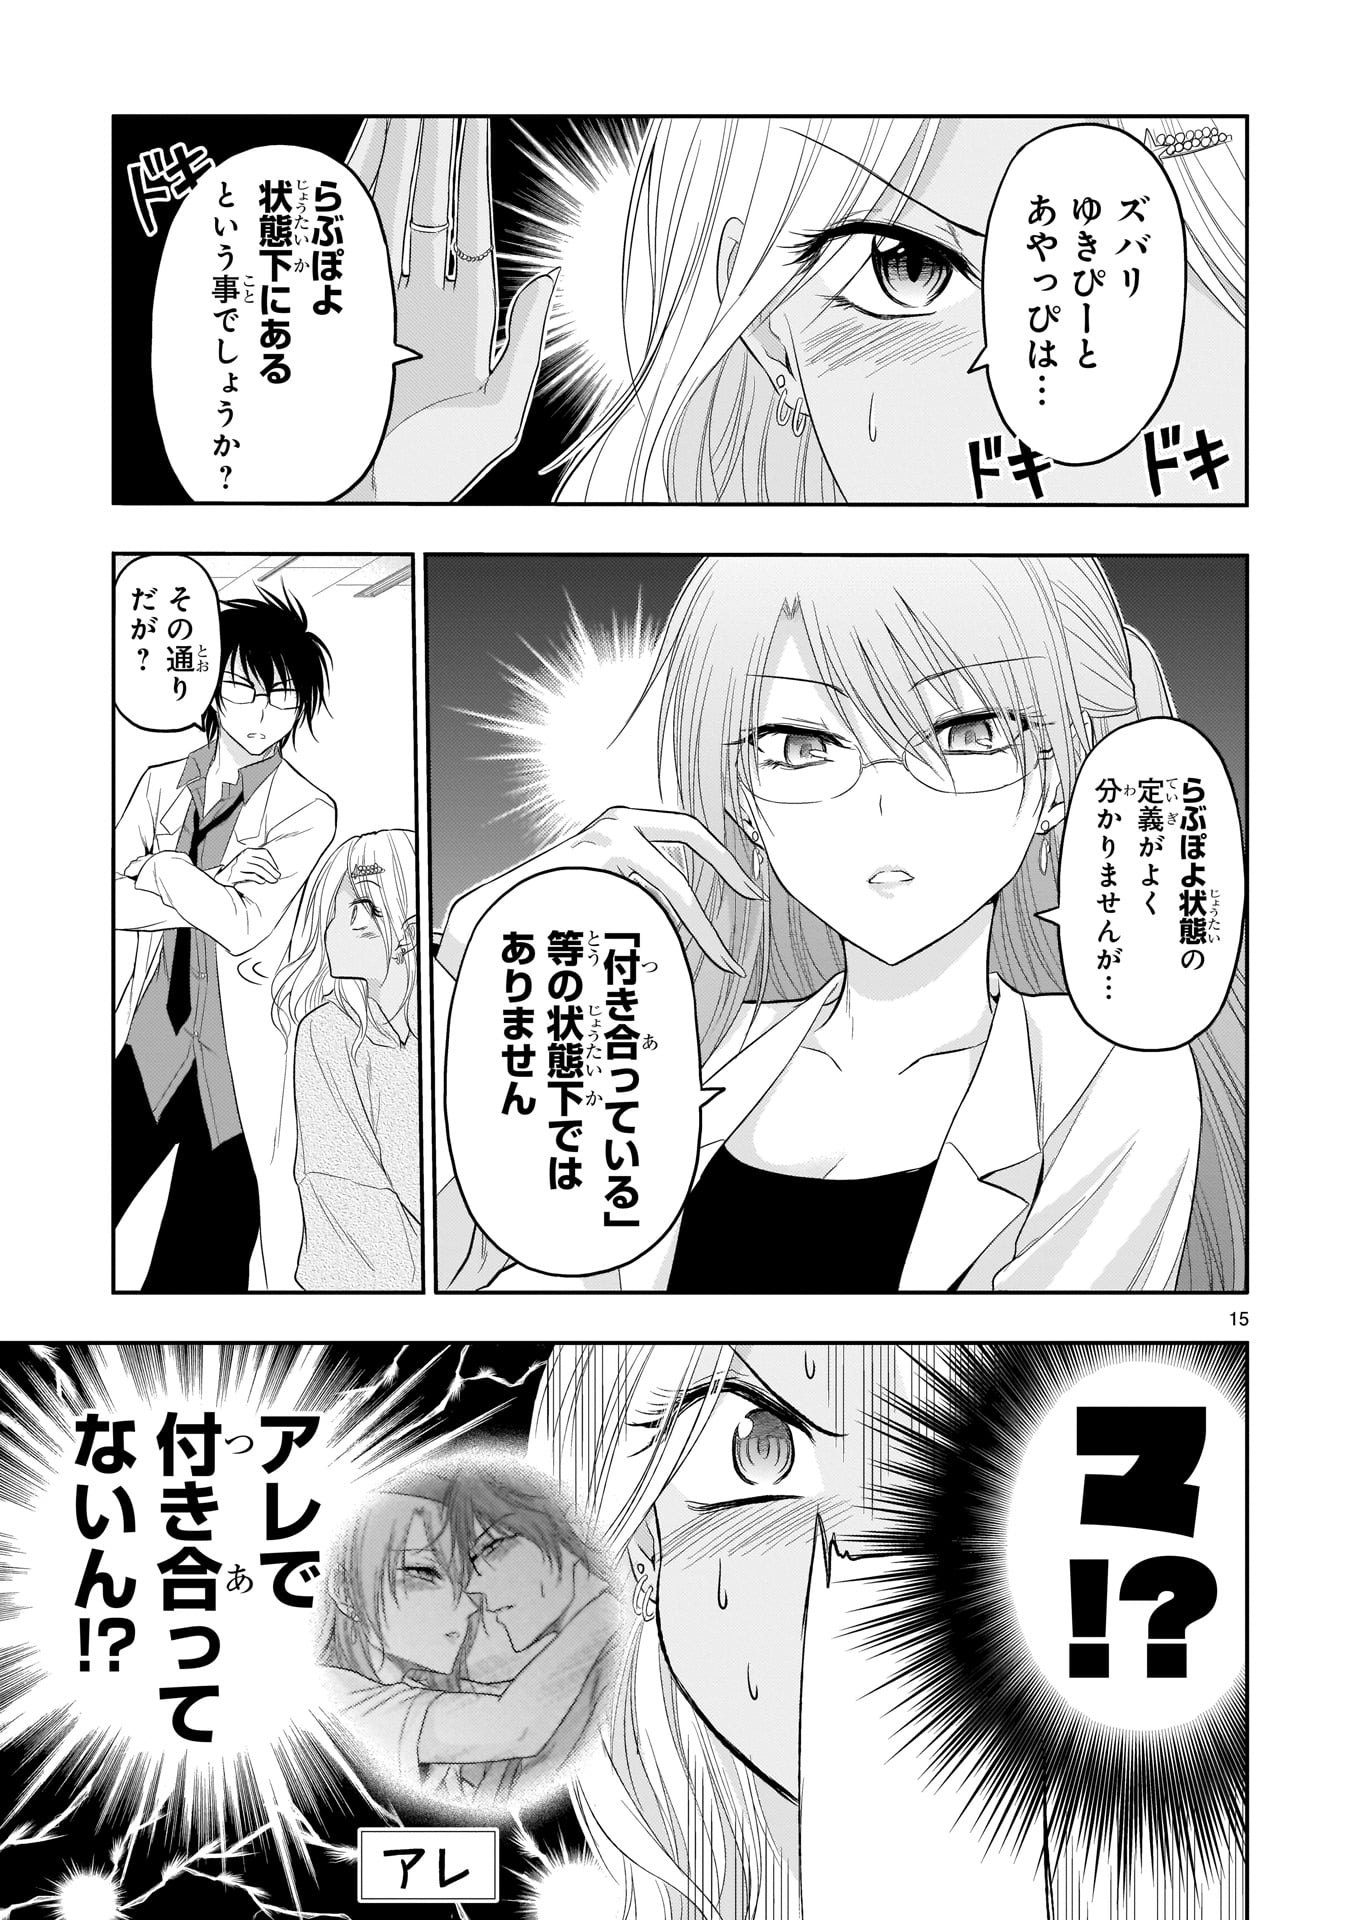 ズバリ
ゆきぴーと
あやっぴは…
ドキ
ドキ
らぶぽよ
状態下にある
という事でしょうか?
ドキ
らぶぽよ状態の
定義がよく
分かりませんが…
「付き合っている」
等の状態下では
ありません
その通り
だが?
15
マ
!?
アレで
付き合って
ないん!?
アレ